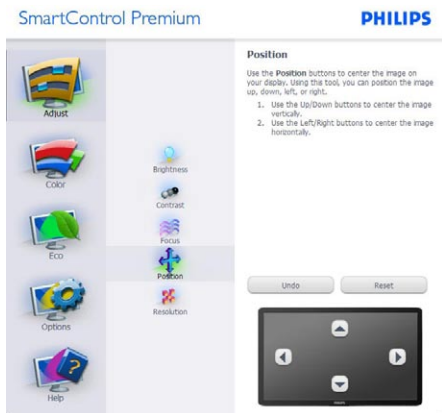 SmartControl Premium
PHILIPS
Adjust
Color
Eco
Options
Help
Brightness
Contrast
Focus
Position
Resolution
Position
Use the Position buttons to center the image on
your display. Using this tool, you can position the image
up, down, left, or right.
1. Use the Up/Down buttons to center the image
vertically.
2. Use the Left/Right buttons to center the image
horizontally.
Undo
Reset
PHILIPS